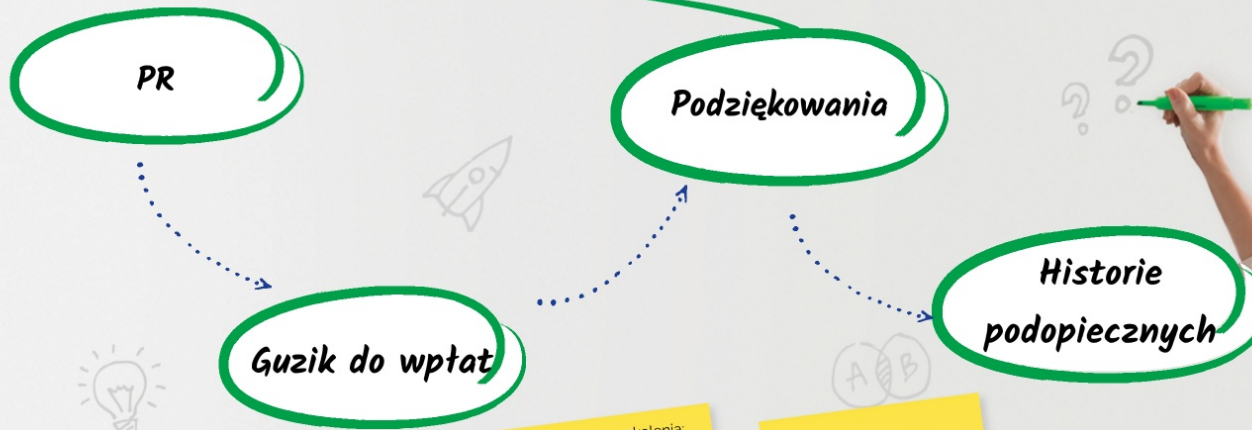 PR
Podziękowania
Guzik do wpłat
Historie
podopiecznych
A B